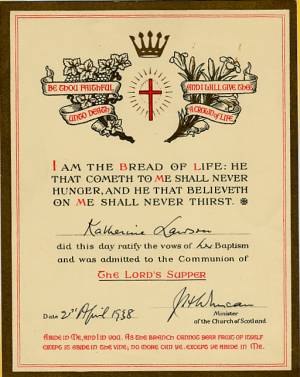 BE THOU FAITHFUL
UNTO DEATH
AND I WILL GIVE THEE
A CROWN of LIFE
I AM THE BREAD OF LIFE: HE
THAT COMETH TO ME SHALL NEVER
HUNGER, AND HE THAT BELIEVETH
ON ME SHALL NEVER THIRST.
Katherine Lawson
did this day ratify the vows of her Baptism
and was admitted to the Communion of
THE LORD'S SUPPER
Date 2nd April 1938.
Minister
of the Church of Scotland
ABIDE IN ME, AND I IN YOU. AS THE BRANCH CANNOT BEAR FRUIT OF ITSELF
EXCEPT IT ABIDE IN THE VINE; NO MORE CAN YE, EXCEPT YE ABIDE IN ME.